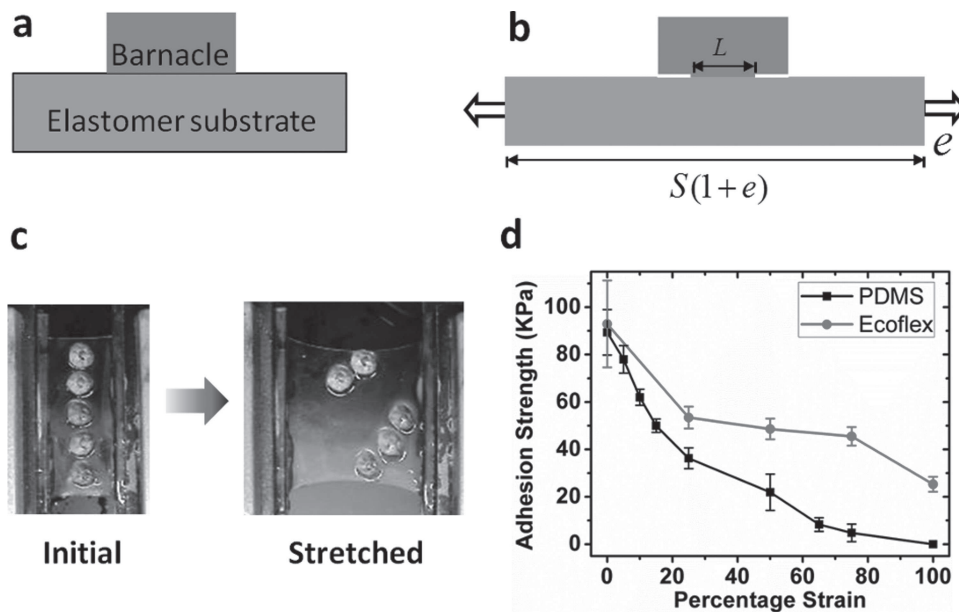 a
Barnacle
Elastomer substrate
b
L
e
S(1+e)
c
Initial
Stretched
d
Adhesion Strength (KPa)
100
80
60
40
20
0
PDMS
Ecoflex
0 20 40 60 80 100
Percentage Strain